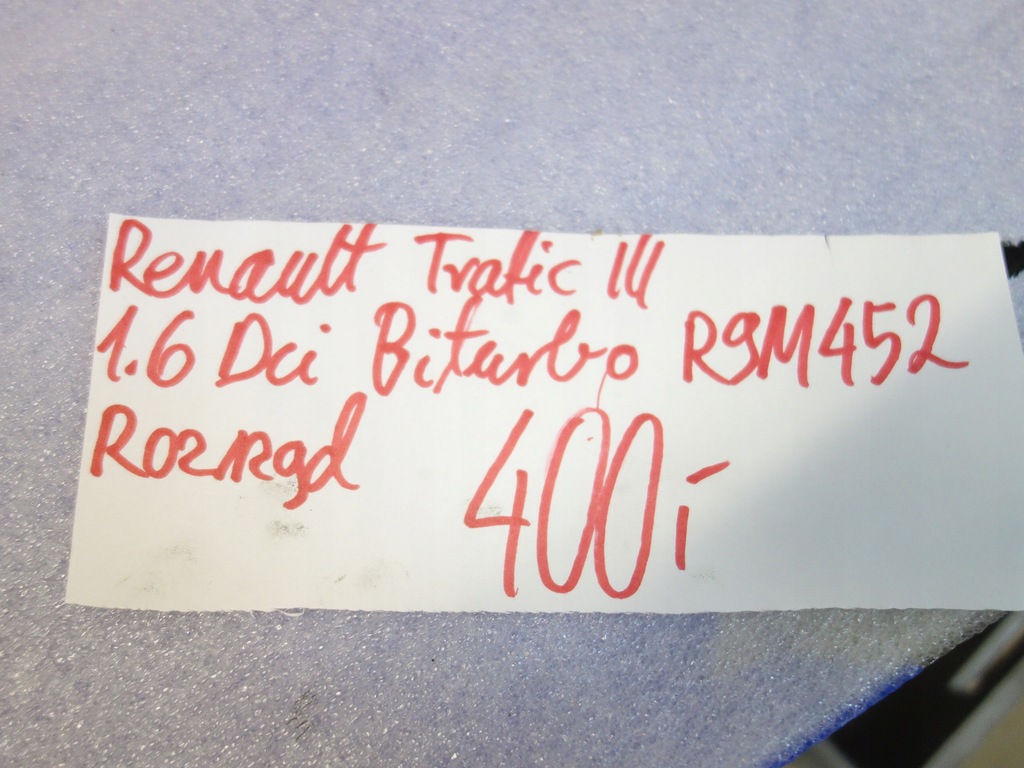 Renault Trafic III
1.6 Dci Biturbo R9M452
Rozrząd 400,-